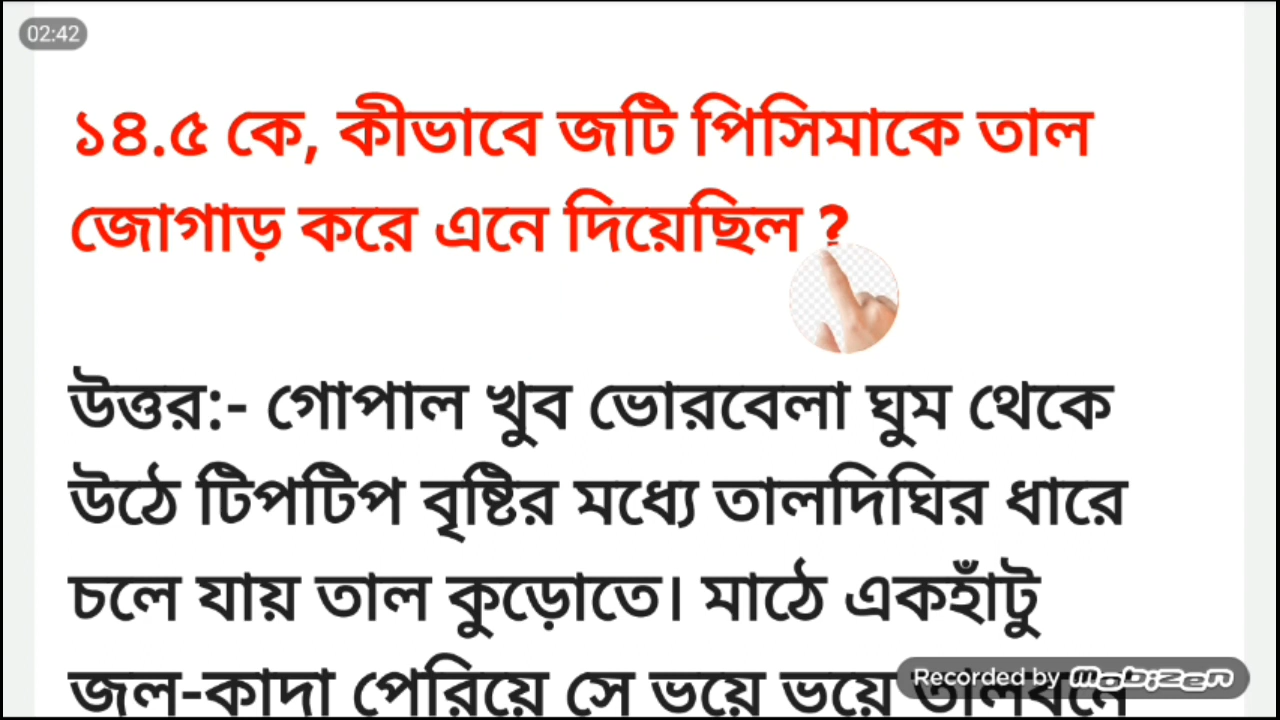 02:42
১৪.৫ কে, কীভাবে জটি পিসিমাকে তাল
জোগাড় করে এনে দিয়েছিল ?
উত্তর:- গোপাল খুব ভোরবেলা ঘুম থেকে
উঠে টিপটিপ বৃষ্টির মধ্যে তালদিঘির ধারে
চলে যায় তাল কুড়োতে। মাঠে একহাঁটু
জল-কাদা পেরিয়ে সে ভয়ে ভয়ে
Recorded by mobizen